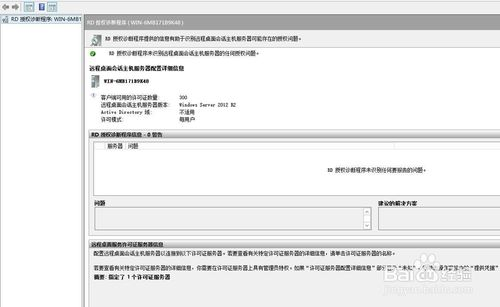 RD 授权诊断程序: WIN-6MB1
RD 授权诊断程序 (WIN-6MB171B9K48)
RD 授权诊断程序提供的信息有助于识别远程桌面会话主机服务器可能存在的授权问题。
RD 授权诊断程序未识别远程桌面会话主机服务器的任何授权问题。
远程桌面会话主机服务器配置详细信息
WIN-6MB171B9K48
客户端可用的许可证数量: 300
远程桌面会话主机服务器版本: Windows Server 2012 R2
Active Directory 域: 不适用
许可模式: 每用户
RD 授权诊断程序信息 - 0 警告
服务器 问题
RD 授权诊断程序未识别任何要报告的问题。
问题 建议的解决方案
远程桌面服务许可证服务器信息
配置远程桌面会话主机服务器以连接到以下许可证服务器。若要查看有关特定许可证服务器的详细信息，请单击许可证服务器的名称。
若要查看有关特定许可证服务器的详细信息，你需要在许可证服务器上具有管理员特权。如果“许可证服务器配置详细信息”
摘要: 指定了 1 个许可证服务器
Baidu 经验